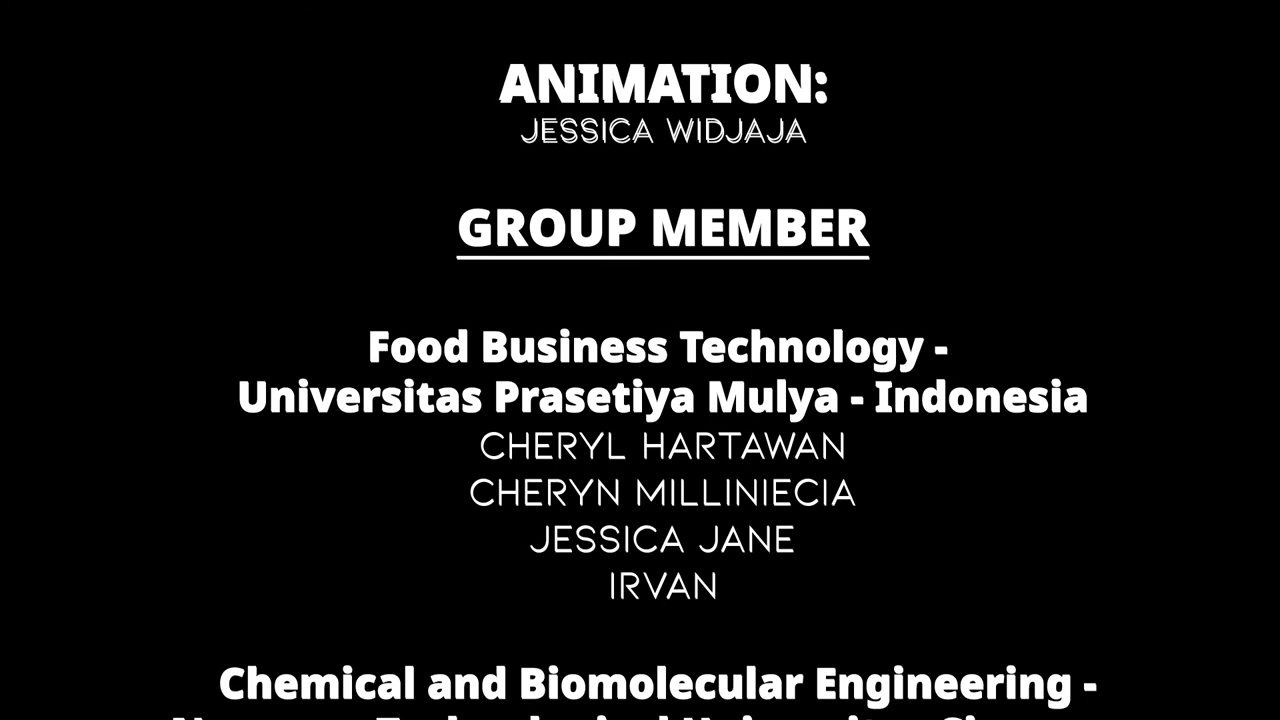 ANIMATION:
JESSICA WIDJAJA
GROUP MEMBER
Food Business Technology -
Universitas Prasetiya Mulya - Indonesia
CHERYL HARTAWAN
CHERYN MILLINIECIA
JESSICA JANE
IRVAN
Chemical and Biomolecular Engineering -